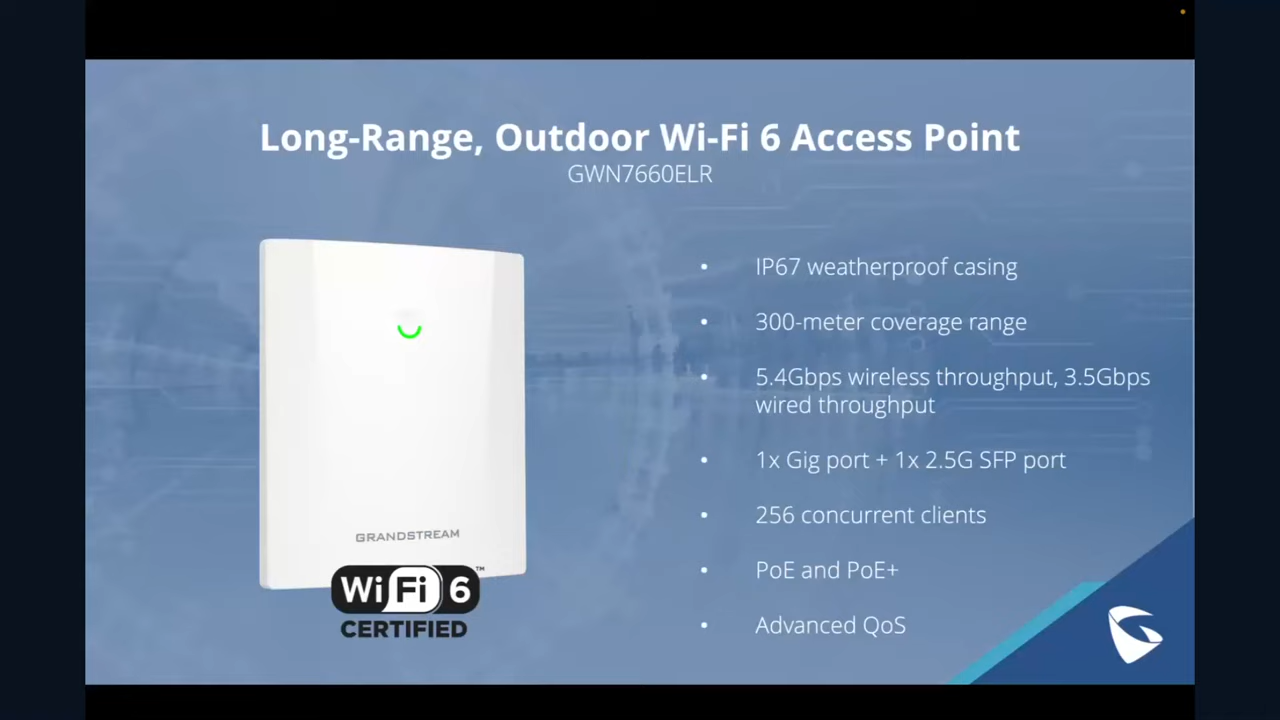 Long-Range, Outdoor Wi-Fi 6 Access Point
GWN7660ELR
• IP67 weatherproof casing
• 300-meter coverage range
• 5.4Gbps wireless throughput, 3.5Gbps
wired throughput
• 1x Gig port + 1x 2.5G SFP port
• 256 concurrent clients
• PoE and PoE+
• Advanced QoS
GRANDSTREAM
Wi Fi 6 ™
CERTIFIED